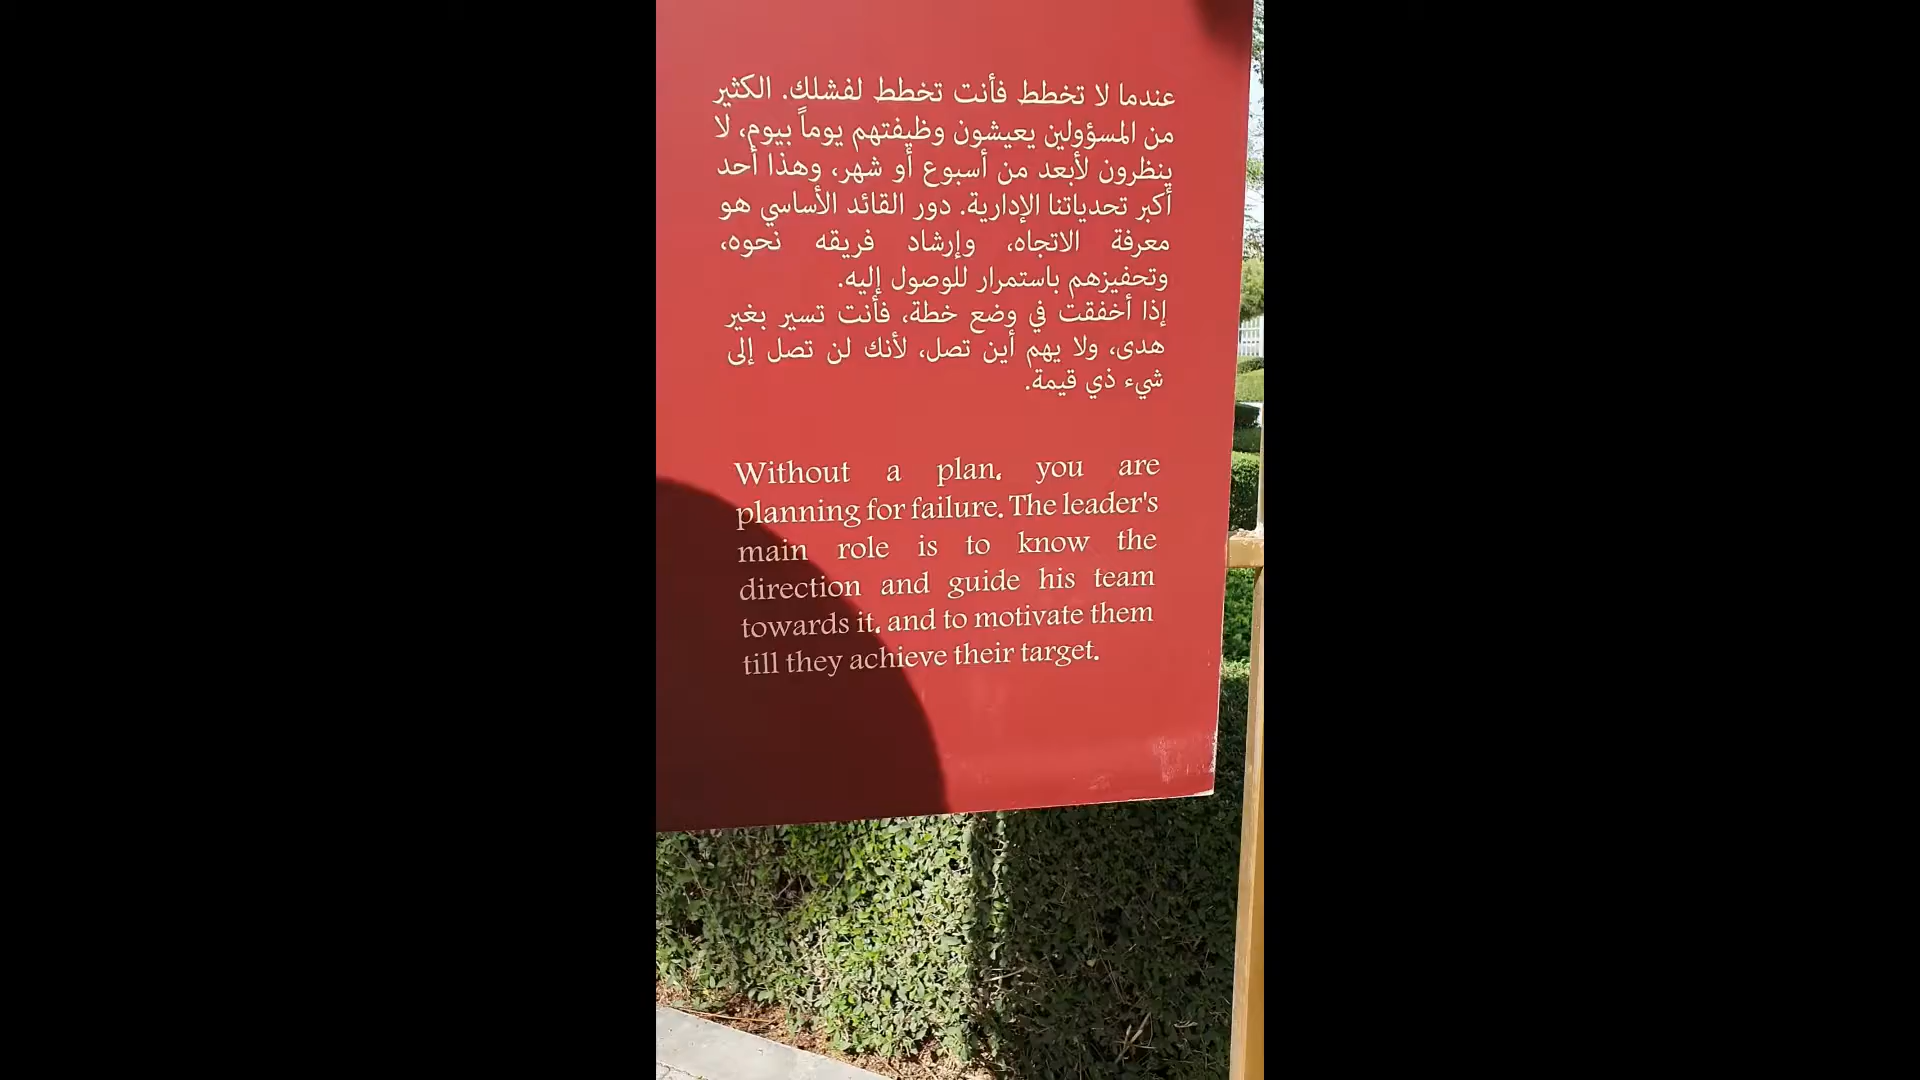 عندما لا تخطط فأنت تخطط لفشلك. الكثير
من المسؤولين يعيشون وظيفتهم يوماً بيوم، لا
ينظرون لأبعد من أسبوع أو شهر، وهذا أحد
أكبر تحدياتنا الإدارية. دور القائد الأساسي هو
معرفة الاتجاه، وإرشاد فريقه نحوه،
وتحفيزهم باستمرار للوصول إليه.
إذا أخفقت في وضع خطة، فأنت تسير بغير
هدى، ولا يهم أين تصل، لأنك لن تصل إلى
شيء ذي قيمة.
Without a plan، you are
planning for failure. The leader's
main role is to know the
direction and guide his team
towards it، and to motivate them
till they achieve their target.